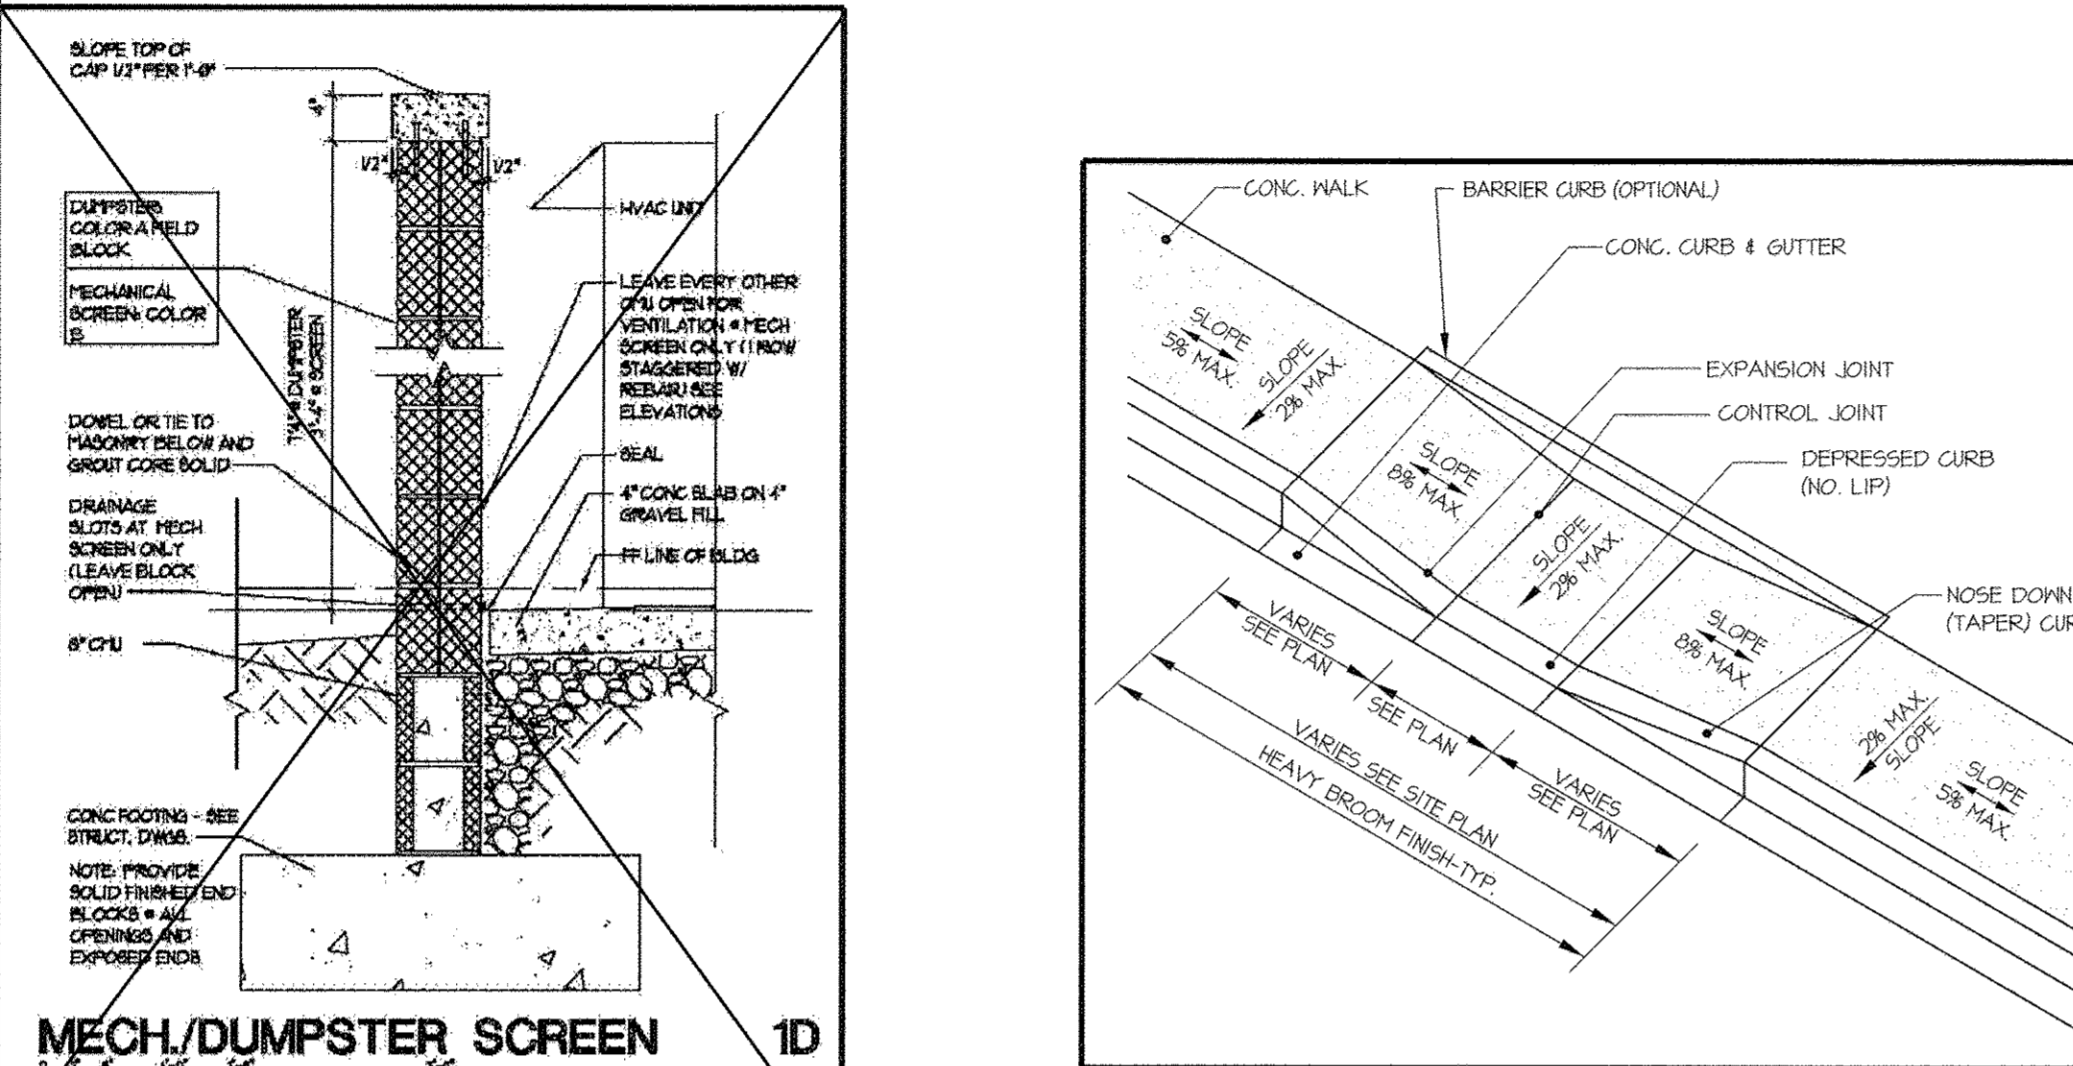 SLOPE TOP OF
CAP 1/2" PER 1'-0"
4"
1/2"
1/2"
DUMPSTER:
COLOR A FIELD
BLOCK
MECHANICAL
SCREEN: COLOR
B
DUMPSTER
3'-4" @ SCREEN
HVAC UNIT
LEAVE EVERY OTHER
CMU OPEN FOR
VENTILATION @ MECH
SCREEN ONLY (1 ROW
STAGGERED W/
REBAR) SEE
ELEVATIONS
DOWEL OR TIE TO
MASONRY BELOW AND
GROUT CORE SOLID
SEAL
4" CONC SLAB ON 4"
GRAVEL FILL
DRAINAGE
SLOTS AT MECH
SCREEN ONLY
(LEAVE BLOCK
OPEN)
FF LINE OF BLDG
8" CMU
CONC FOOTING - SEE
STRUCT. DWGS.
NOTE: PROVIDE
SOLID FINISHED END
BLOCKS @ ALL
OPENINGS AND
EXPOSED ENDS
MECH./DUMPSTER SCREEN 1D
CONC. WALK
BARRIER CURB (OPTIONAL)
CONC. CURB & GUTTER
EXPANSION JOINT
CONTROL JOINT
DEPRESSED CURB
(NO. LIP)
NOSE DOWN
(TAPER) CUR
SLOPE
5% MAX.
SLOPE
2% MAX.
SLOPE
8% MAX.
SLOPE
2% MAX.
SLOPE
8% MAX.
2% MAX.
SLOPE
SLOPE
5% MAX.
VARIES
SEE PLAN
SEE PLAN
VARIES
SEE PLAN
VARIES SEE SITE PLAN
HEAVY BROOM FINISH-TYP.